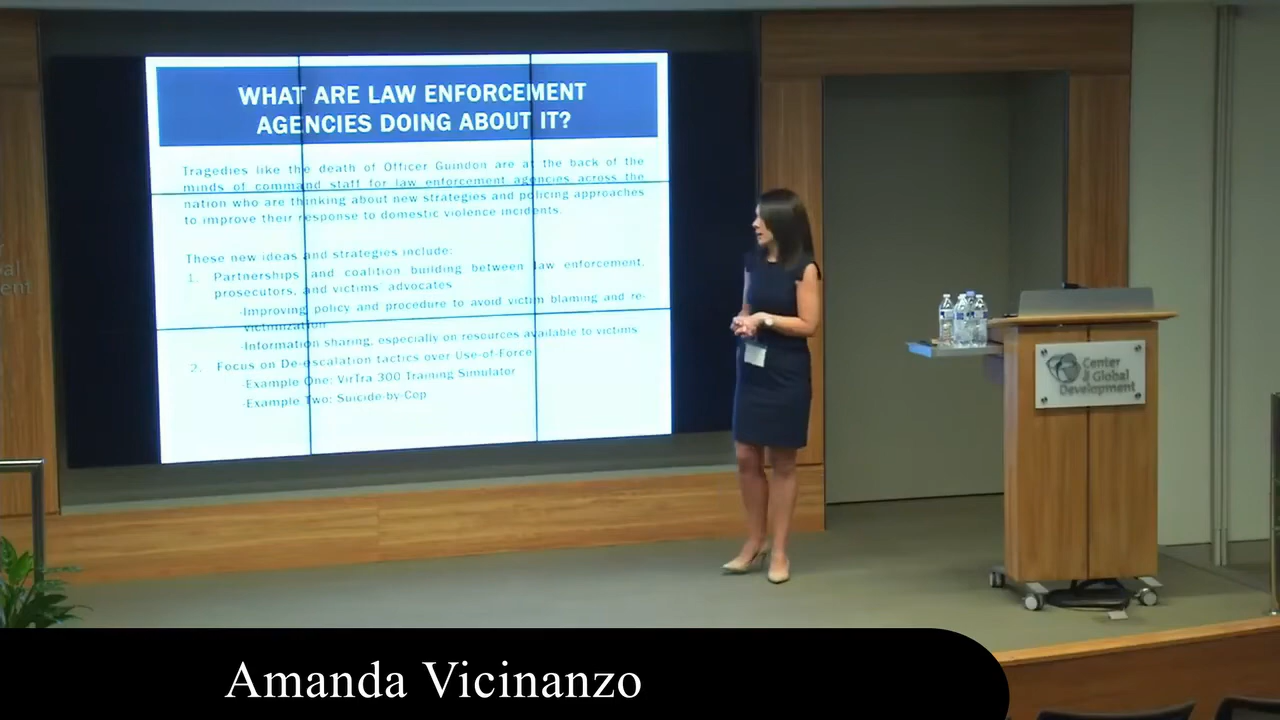 WHAT ARE LAW ENFORCEMENT
AGENCIES DOING ABOUT IT?
Tragedies like the death of Officer Guindon are at the back of the
minds of command staff for law enforcement agencies across the
nation who are thinking about new strategies and policing approaches
to improve their response to domestic violence incidents.
These new ideas and strategies include:
1. Partnerships and coalition building between law enforcement,
prosecutors, and victims' advocates
-Improving policy and procedure to avoid victim blaming and re-
victimization
-Information sharing, especially on resources available to victims
2. Focus on De-escalation tactics over Use-of-Force
-Example One: VirTra 300 Training Simulator
-Example Two: Suicide-by-Cop
Center
for Global
Development
Amanda Vicinanzo